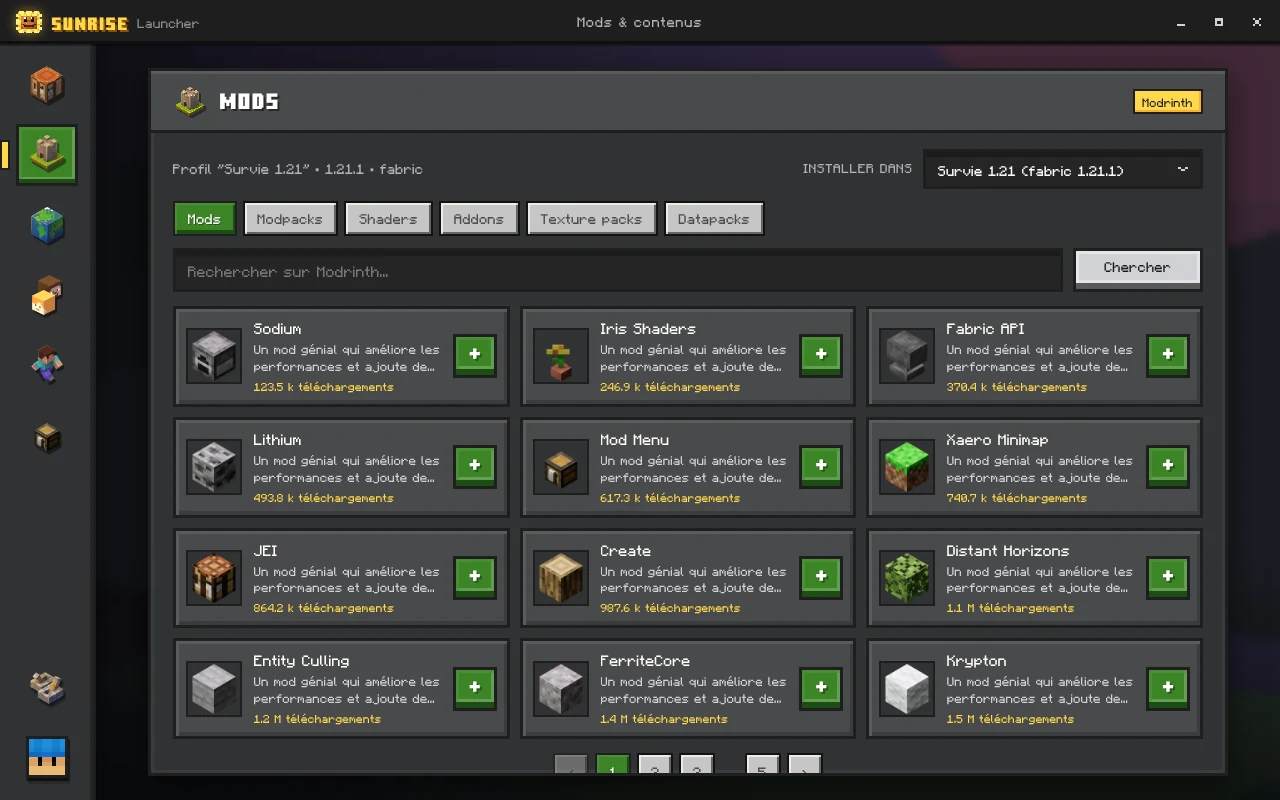 SUNRISE Launcher
Mods & contenus
MODS
Modrinth
Profil "Survie 1.21" • 1.21.1 • fabric
INSTALLER DANS
Survie 1.21 (fabric 1.21.1)
Mods
Modpacks
Shaders
Addons
Texture packs
Datapacks
Rechercher sur Modrinth...
Chercher
Sodium
Un mod génial qui améliore les
performances et ajoute de...
123.5 k téléchargements
Iris Shaders
Un mod génial qui améliore les
performances et ajoute de...
246.9 k téléchargements
Fabric API
Un mod génial qui améliore les
performances et ajoute de...
370.4 k téléchargements
Lithium
Un mod génial qui améliore les
performances et ajoute de...
493.8 k téléchargements
Mod Menu
Un mod génial qui améliore les
performances et ajoute de...
617.3 k téléchargements
Xaero Minimap
Un mod génial qui améliore les
performances et ajoute de...
740.7 k téléchargements
JEI
Un mod génial qui améliore les
performances et ajoute de...
864.2 k téléchargements
Create
Un mod génial qui améliore les
performances et ajoute de...
987.6 k téléchargements
Distant Horizons
Un mod génial qui améliore les
performances et ajoute de...
1.1 M téléchargements
Entity Culling
Un mod génial qui améliore les
performances et ajoute de...
1.2 M téléchargements
FerriteCore
Un mod génial qui améliore les
performances et ajoute de...
1.4 M téléchargements
Krypton
Un mod génial qui améliore les
performances et ajoute de...
1.5 M téléchargements
1